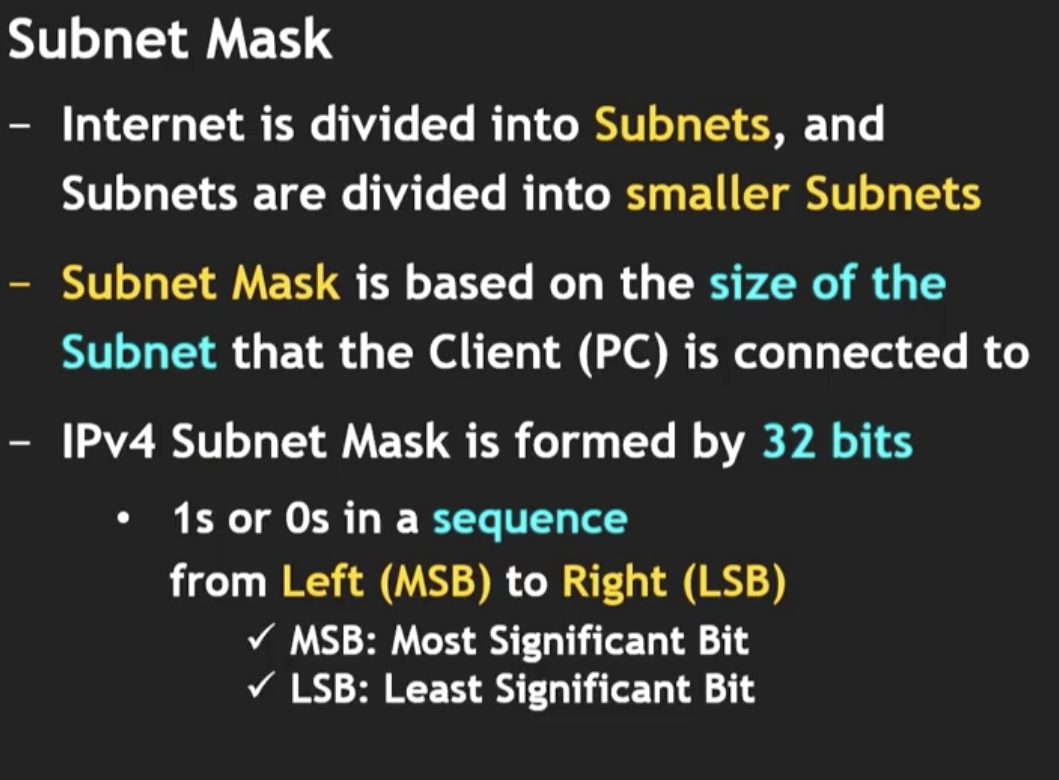 Subnet Mask
– Internet is divided into Subnets, and
Subnets are divided into smaller Subnets
– Subnet Mask is based on the size of the
Subnet that the Client (PC) is connected to
– IPv4 Subnet Mask is formed by 32 bits
• 1s or 0s in a sequence
from Left (MSB) to Right (LSB)
✓ MSB: Most Significant Bit
✓ LSB: Least Significant Bit